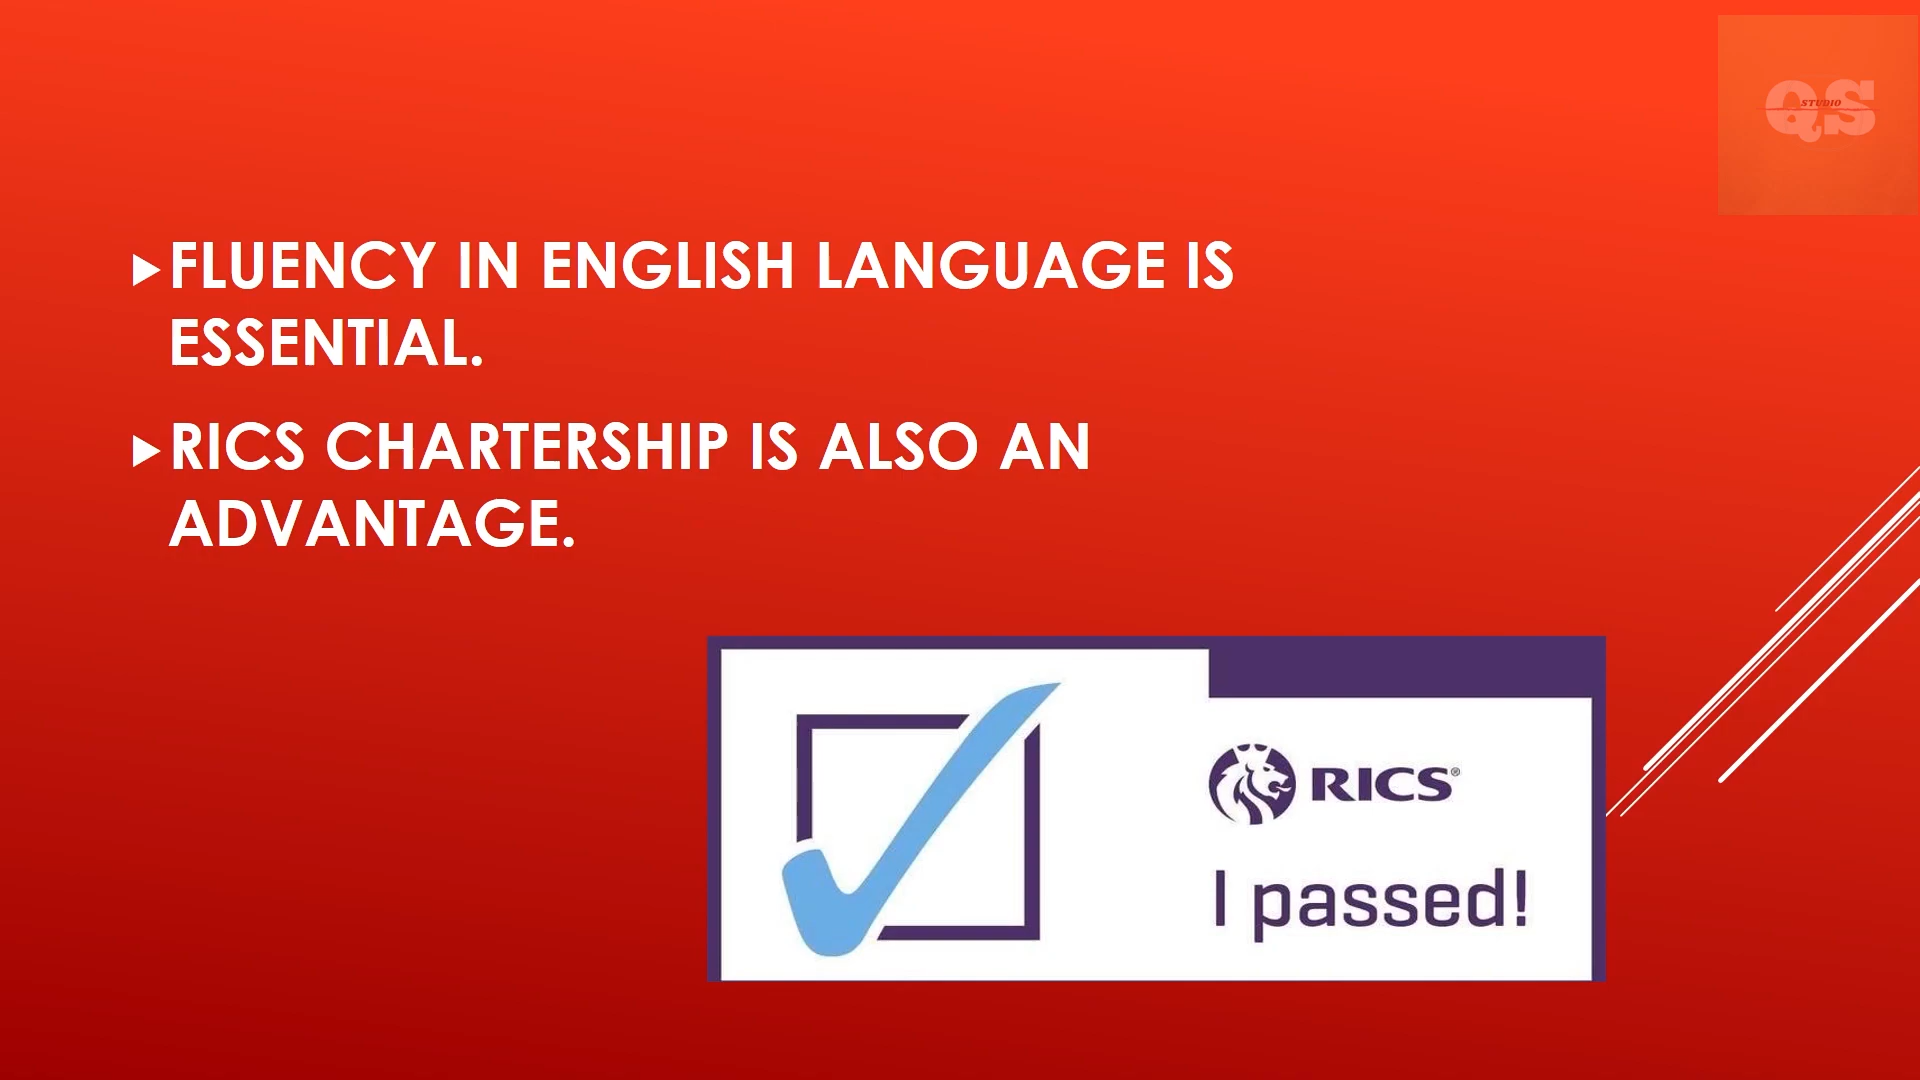 QS
STUDIO
FLUENCY IN ENGLISH LANGUAGE IS
ESSENTIAL.
RICS CHARTERSHIP IS ALSO AN
ADVANTAGE.
RICS®
I passed!